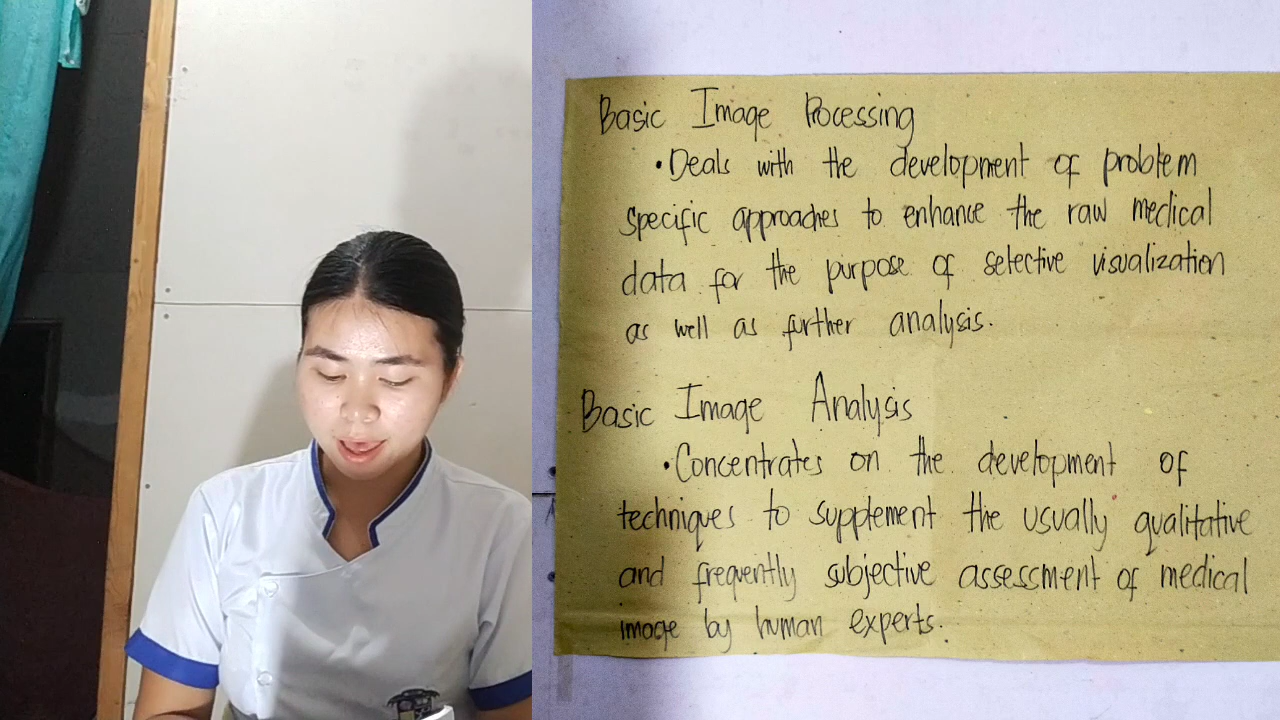 Basic Image Processing
• Deals with the development of problem
specific approaches to enhance the raw medical
data for the purpose of selective visualization
as well as further analysis.
Basic Image Analysis
• Concentrates on the development of
techniques to supplement the usually qualitative
and frequently subjective assessment of medical
image by human experts.